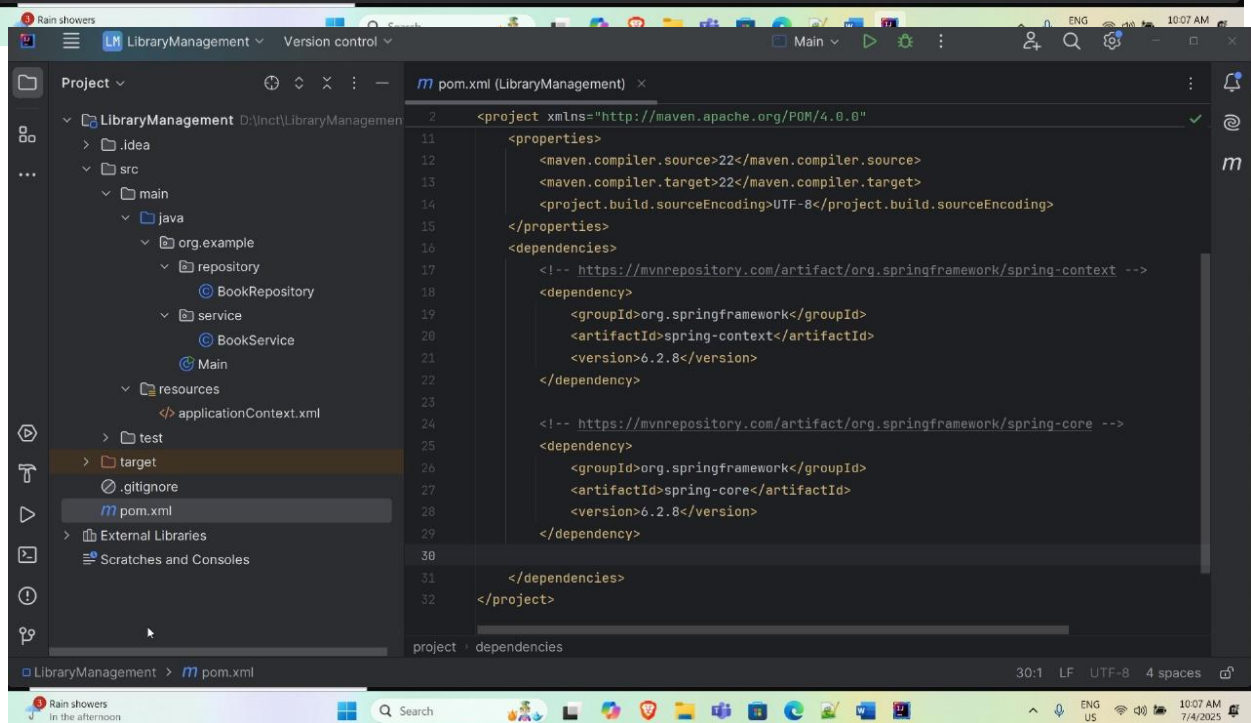 Rain showers
Search
ENG
10:07 AM
LM LibraryManagement Version control
Main
Project
pom.xml (LibraryManagement)
LibraryManagement D:\Inct\LibraryManagemen
.idea
src
main
java
org.example
repository
BookRepository
service
BookService
Main
resources
applicationContext.xml
test
target
.gitignore
pom.xml
External Libraries
Scratches and Consoles
2 <project xmlns="http://maven.apache.org/POM/4.0.0"
11 <properties>
12 <maven.compiler.source>22</maven.compiler.source>
13 <maven.compiler.target>22</maven.compiler.target>
14 <project.build.sourceEncoding>UTF-8</project.build.sourceEncoding>
15 </properties>
16 <dependencies>
17 <!-- https://mvnrepository.com/artifact/org.springframework/spring-context -->
18 <dependency>
19 <groupId>org.springframework</groupId>
20 <artifactId>spring-context</artifactId>
21 <version>6.2.8</version>
22 </dependency>
23
24 <!-- https://mvnrepository.com/artifact/org.springframework/spring-core -->
25 <dependency>
26 <groupId>org.springframework</groupId>
27 <artifactId>spring-core</artifactId>
28 <version>6.2.8</version>
29 </dependency>
30
31 </dependencies>
32 </project>
project > dependencies
LibraryManagement > pom.xml
30:1 LF UTF-8 4 spaces
3 Rain showers
In the afternoon
Search
ENG
US
10:07 AM
7/4/2025